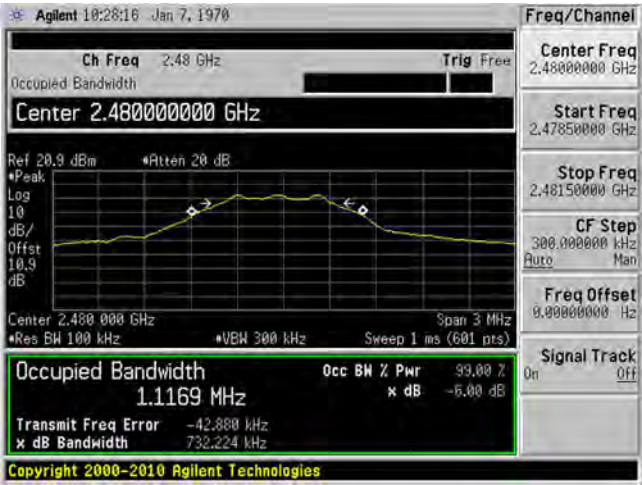 Agilent 10:28:16 Jan 7, 1970
Freq/Channel
Ch Freq 2.48 GHz Trig Free
Occupied Bandwidth
Center 2.480000000 GHz
Center Freq
2.48000000 GHz
Start Freq
2.47850000 GHz
Stop Freq
2.48150000 GHz
CF Step
300.000000 kHz
Auto Man
Freq Offset
0.00000000 Hz
Signal Track
On Off
Ref 20.9 dBm #Atten 20 dB
#Peak
Log
10
dB/
Offst
10.9
dB
Center 2.480 000 GHz Span 3 MHz
#Res BW 100 kHz #VBW 300 kHz Sweep 1 ms (601 pts)
Occupied Bandwidth Occ BW % Pwr 99.00 %
1.1169 MHz x dB -6.00 dB
Transmit Freq Error -42.880 kHz
x dB Bandwidth 732.224 kHz
Copyright 2000-2010 Agilent Technologies